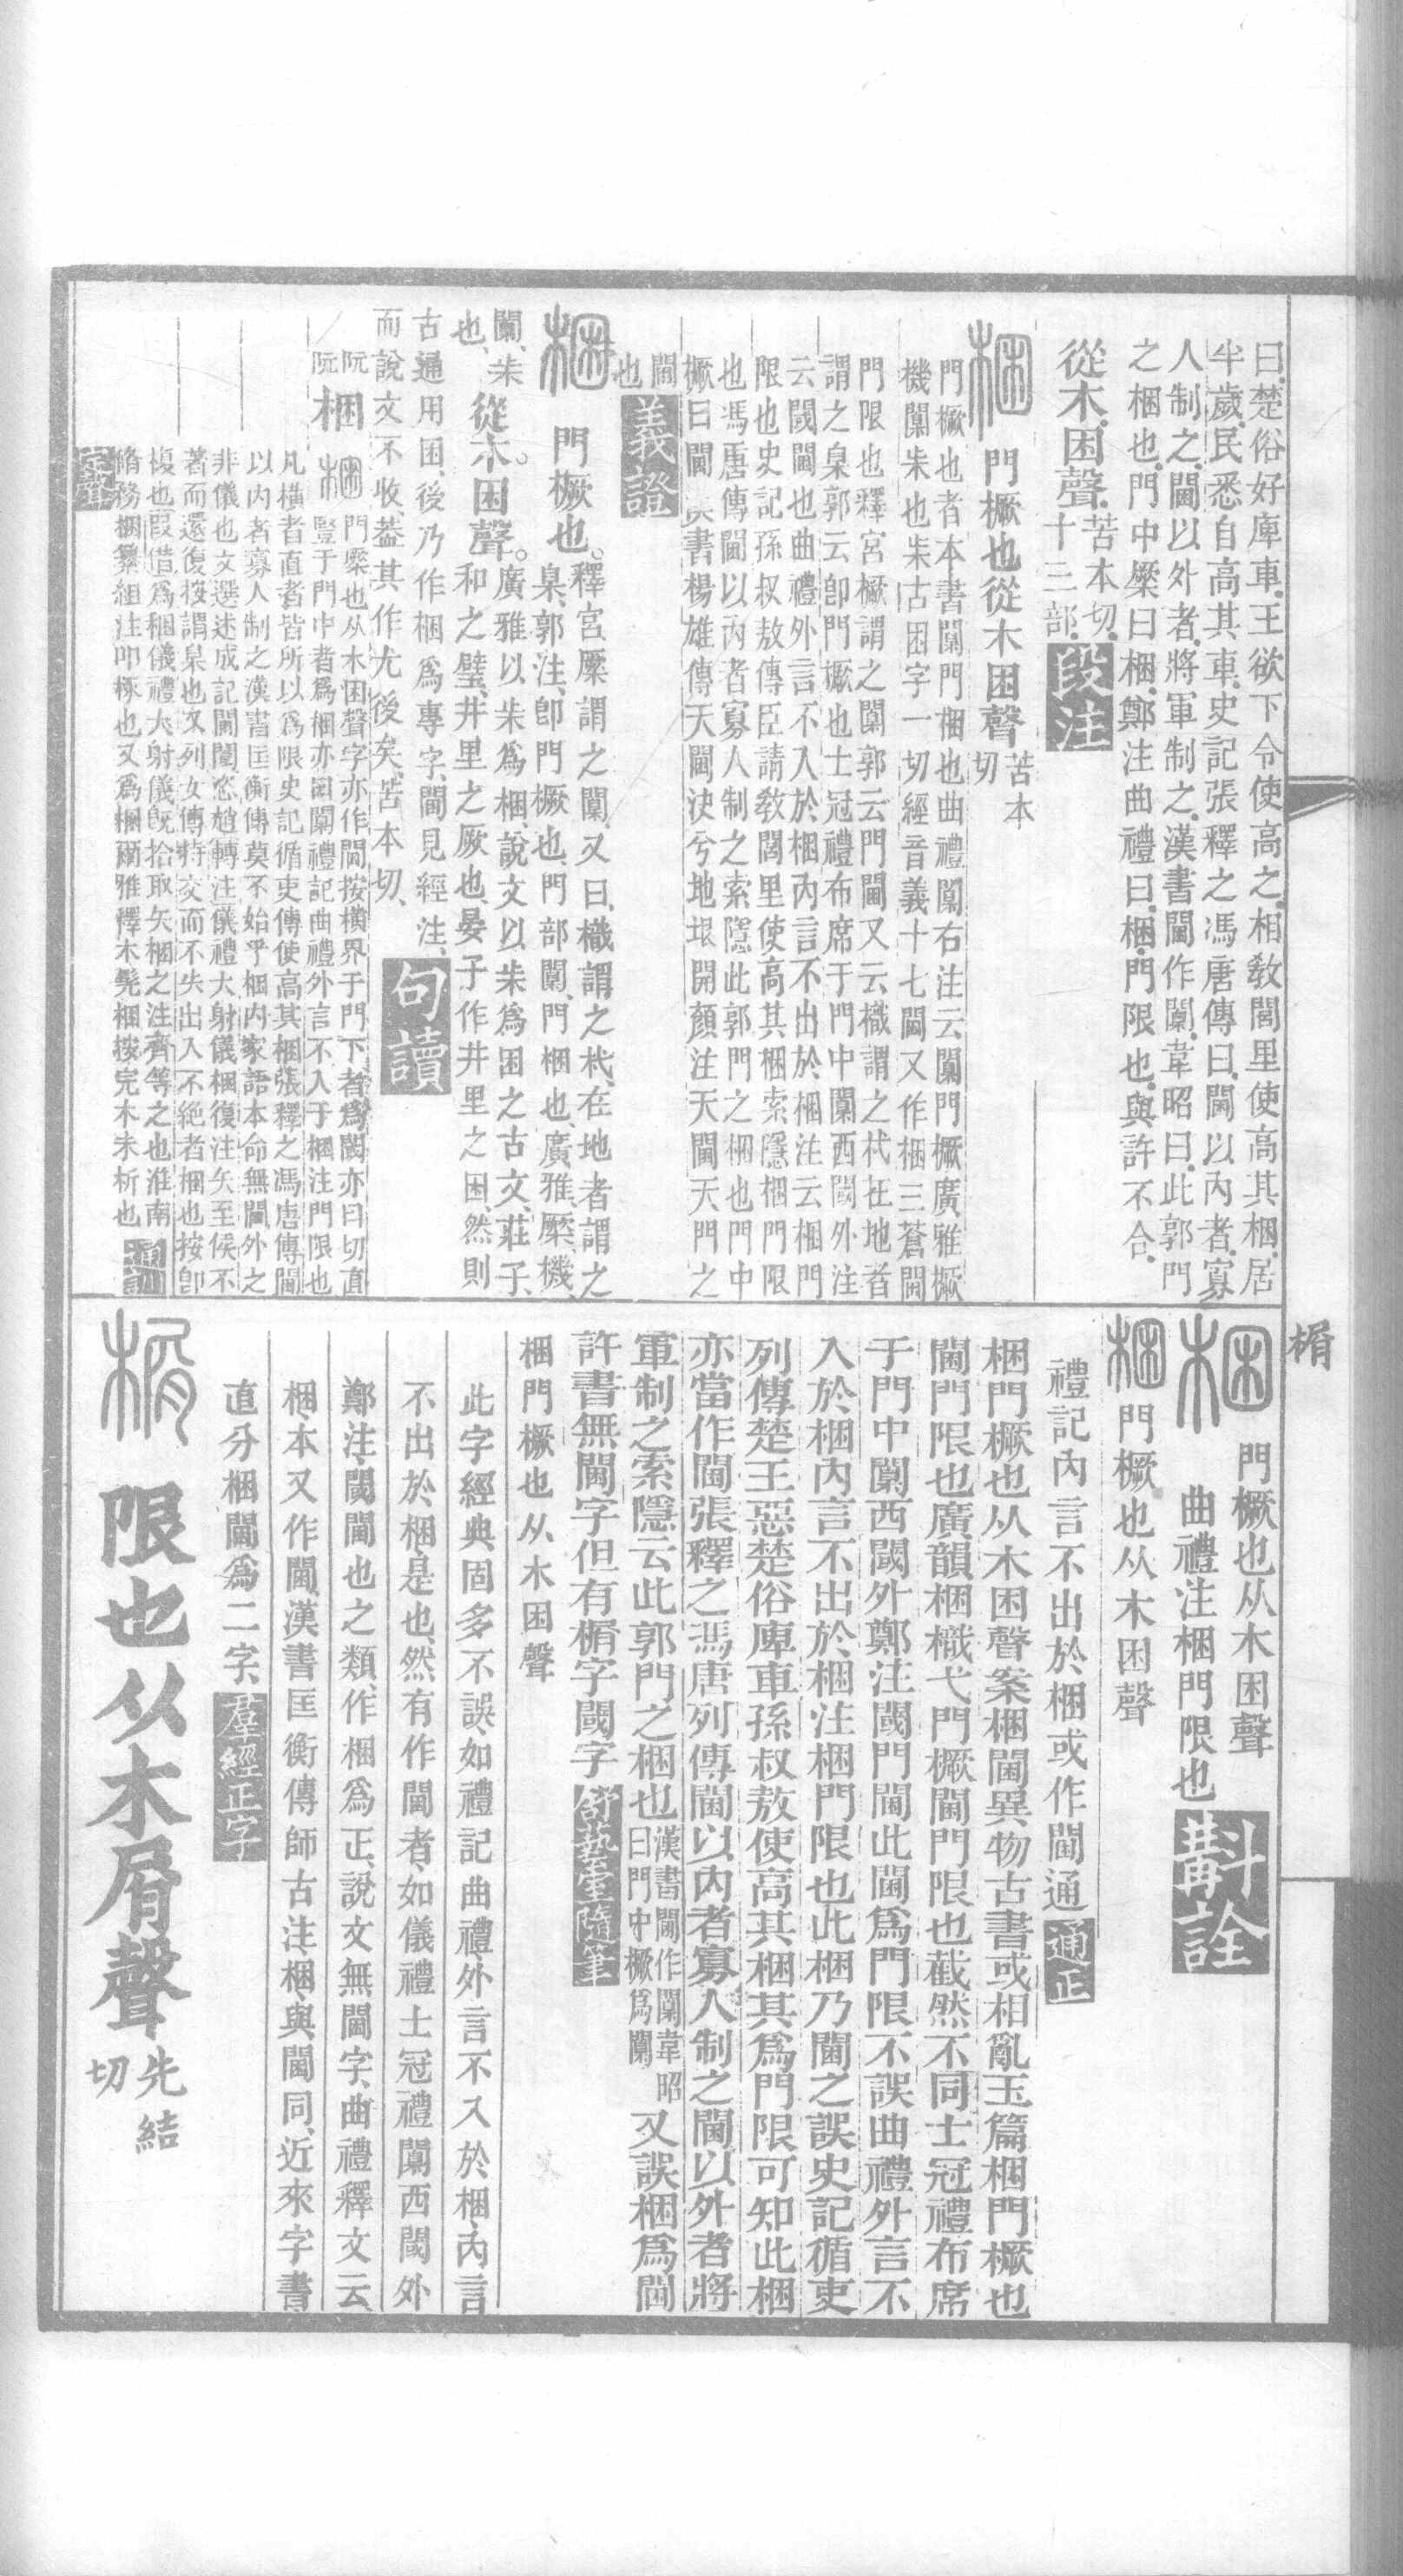 曰楚俗好庳車王欲下令使高之相敎閭里使高其梱居
半歲民悉自高其車史記張釋之馮唐傳曰閫以內者寡
人制之閫以外者將軍制之漢書閫作闑韋昭曰此郭門
之梱也門中橜曰梱鄭注曲禮曰梱門限也與許不合
從木困聲苦本切十三部段注
梱門橛也從木困聲苦本切
門橛也者本書闑門梱也曲禮闑右注云闑門橛廣雅橛
機闑朱也朱古困字一切經音義十七閫又作梱三蒼閫
門限也釋宮橛謂之闑郭云門閫又云樴謂之杙在地者
謂之臬郭云卽門橛也士冠禮布席于門中闑西閾外注
云閾閫也曲禮外言不入於梱內言不出於梱注云梱門
限也史記孫叔敖傳臣請敎閭里使高其梱索隱梱門限
也馮唐傳閫以內者寡人制之索隱此郭門之梱也門中
橛曰閫漢書楊雄傳天閫決兮地垠開顏注天閫天門之
閫也義證
梱門橛也釋宮橜謂之闑又曰樴謂之杙在地者謂之
臬郭注卽門橛也門部闑門梱也廣雅橜機
闑朱也從木困聲廣雅以朱爲梱說文以朱爲困之古文莊子
和之璧井里之厥也晏子作井里之困然則
古通用困後乃作梱爲專字閫見經注
而說文不收葢其作尤後矣苦本切句讀
阮阮梱梱門橜也从木困聲字亦作閫按橫界于門下者爲閾亦曰切直
豎于門中者爲梱亦曰闑禮記曲禮外言不入于梱注門限也
凡橫者直者皆所以爲限史記循吏傳使高其梱張釋之馮唐傳閫
以內者寡人制之漢書匡衡傳莫不始乎梱內家語本命無閫外之
非儀也文選述成記闑闥恣趙轉注儀禮大射儀梱復注矢至侯不
著而還復按謂臬也又列女傳特交而不失出入不絕者梱也按卽
榎也叚借爲稛儀禮大射儀旣拾取矢梱之注齊等之也淮南
脩務梱纂組注叩椓也又爲棞爾雅釋木髡梱按完木未析也通訓
定聲
梱門橛也从木困聲
曲禮注梱門限也斠詮
梱門橛也从木困聲
禮記內言不出於梱或作閫通通正
梱門橛也从木困聲案梱閫異物古書或相亂玉篇梱門橛也
閫門限也廣韻梱樴弋門橛閫門限也截然不同士冠禮布席
于門中闑西閾外鄭注閾門閫此閫爲門限不誤曲禮外言不
入於梱內言不出於梱注梱門限也此梱乃閫之誤史記循吏
列傳楚王惡楚俗庳車孫叔敖使高其梱其爲門限可知此梱
亦當作閫張釋之馮唐列傳閫以內者寡人制之閫以外者將
軍制之索隱云此郭門之梱也漢書閫作闑韋昭曰門中橛爲闑又誤梱爲閫
許書無閫字但有榍字閾字舒藝室隨筆
梱門橛也从木困聲
此字經典固多不誤如禮記曲禮外言不入於梱內言
不出於梱是也然有作閫者如儀禮士冠禮闑西閾外
鄭注閾閫也之類作梱爲正說文無閫字曲禮釋文云
梱本又作閫漢書匡衡傳師古注梱與閫同近來字書
直分梱閫爲二字羣經正字
榍限也从木屑聲先結切
榍